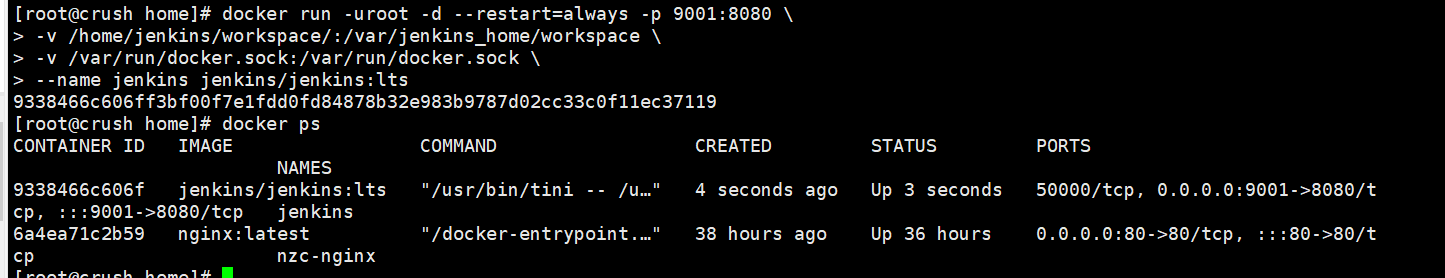 [root@crush home]# docker run -uroot -d --restart=always -p 9001:8080 \
> -v /home/jenkins/workspace/:/var/jenkins_home/workspace \
> -v /var/run/docker.sock:/var/run/docker.sock \
> --name jenkins jenkins/jenkins:lts
9338466c606ff3bf00f7e1fdd0fd84878b32e983b9787d02cc33c0f11ec37119
[root@crush home]# docker ps
CONTAINER ID   IMAGE                 COMMAND                  CREATED         STATUS         PORTS
                        NAMES
9338466c606f   jenkins/jenkins:lts   "/usr/bin/tini -- /u…"   4 seconds ago   Up 3 seconds   50000/tcp, 0.0.0.0:9001->8080/t
cp, :::9001->8080/tcp   jenkins
6a4ea71c2b59   nginx:latest          "/docker-entrypoint.…"   38 hours ago    Up 36 hours    0.0.0.0:80->80/tcp, :::80->80/t
cp                      nzc-nginx
[root@crush home]#